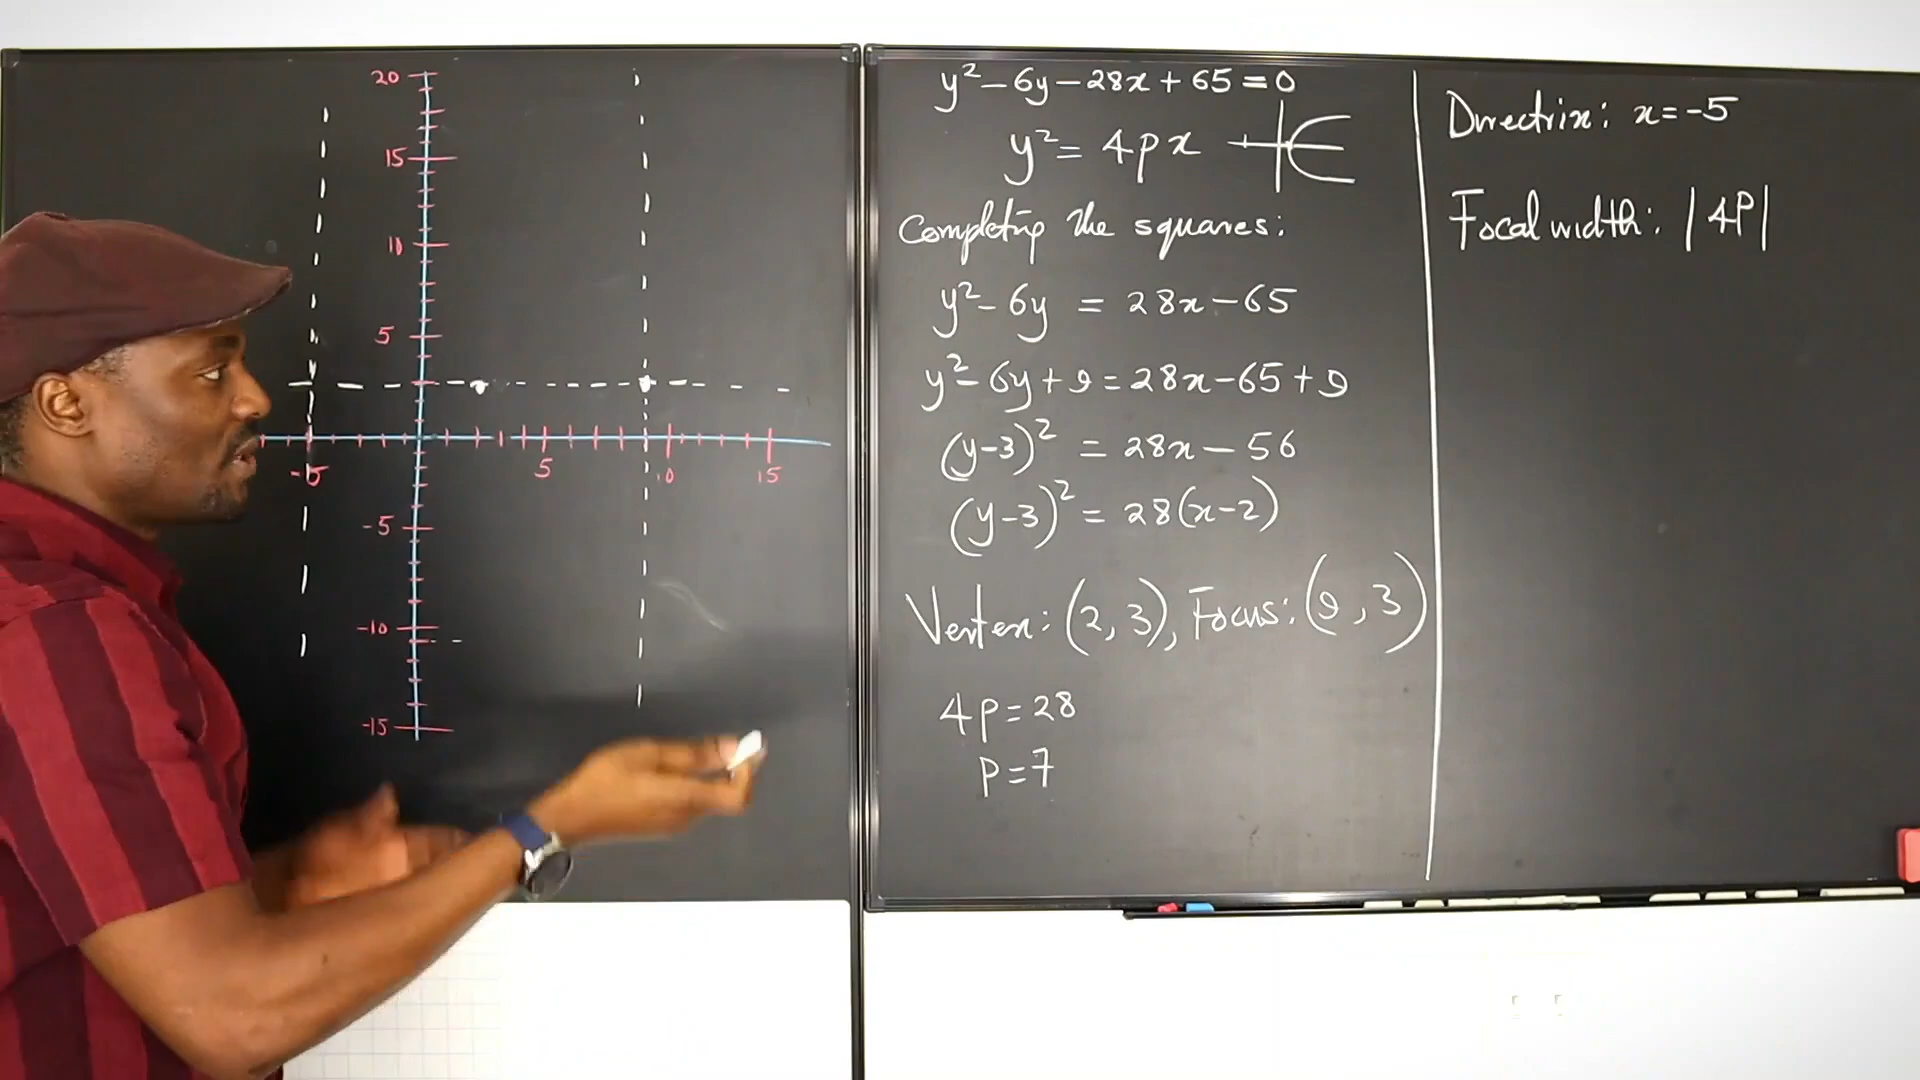 20
15
10
5
-5 5 10 15
-5
-10
-15
y² - 6y - 28x + 65 = 0
y² = 4px
Completing the squares:
y² - 6y = 28x - 65
y² - 6y + 9 = 28x - 65 + 9
(y-3)² = 28x - 56
(y-3)² = 28(x-2)
Vertex: (2, 3), Focus: (9, 3)
4p = 28
p = 7
Directrix: x = -5
Focal width: |4P|